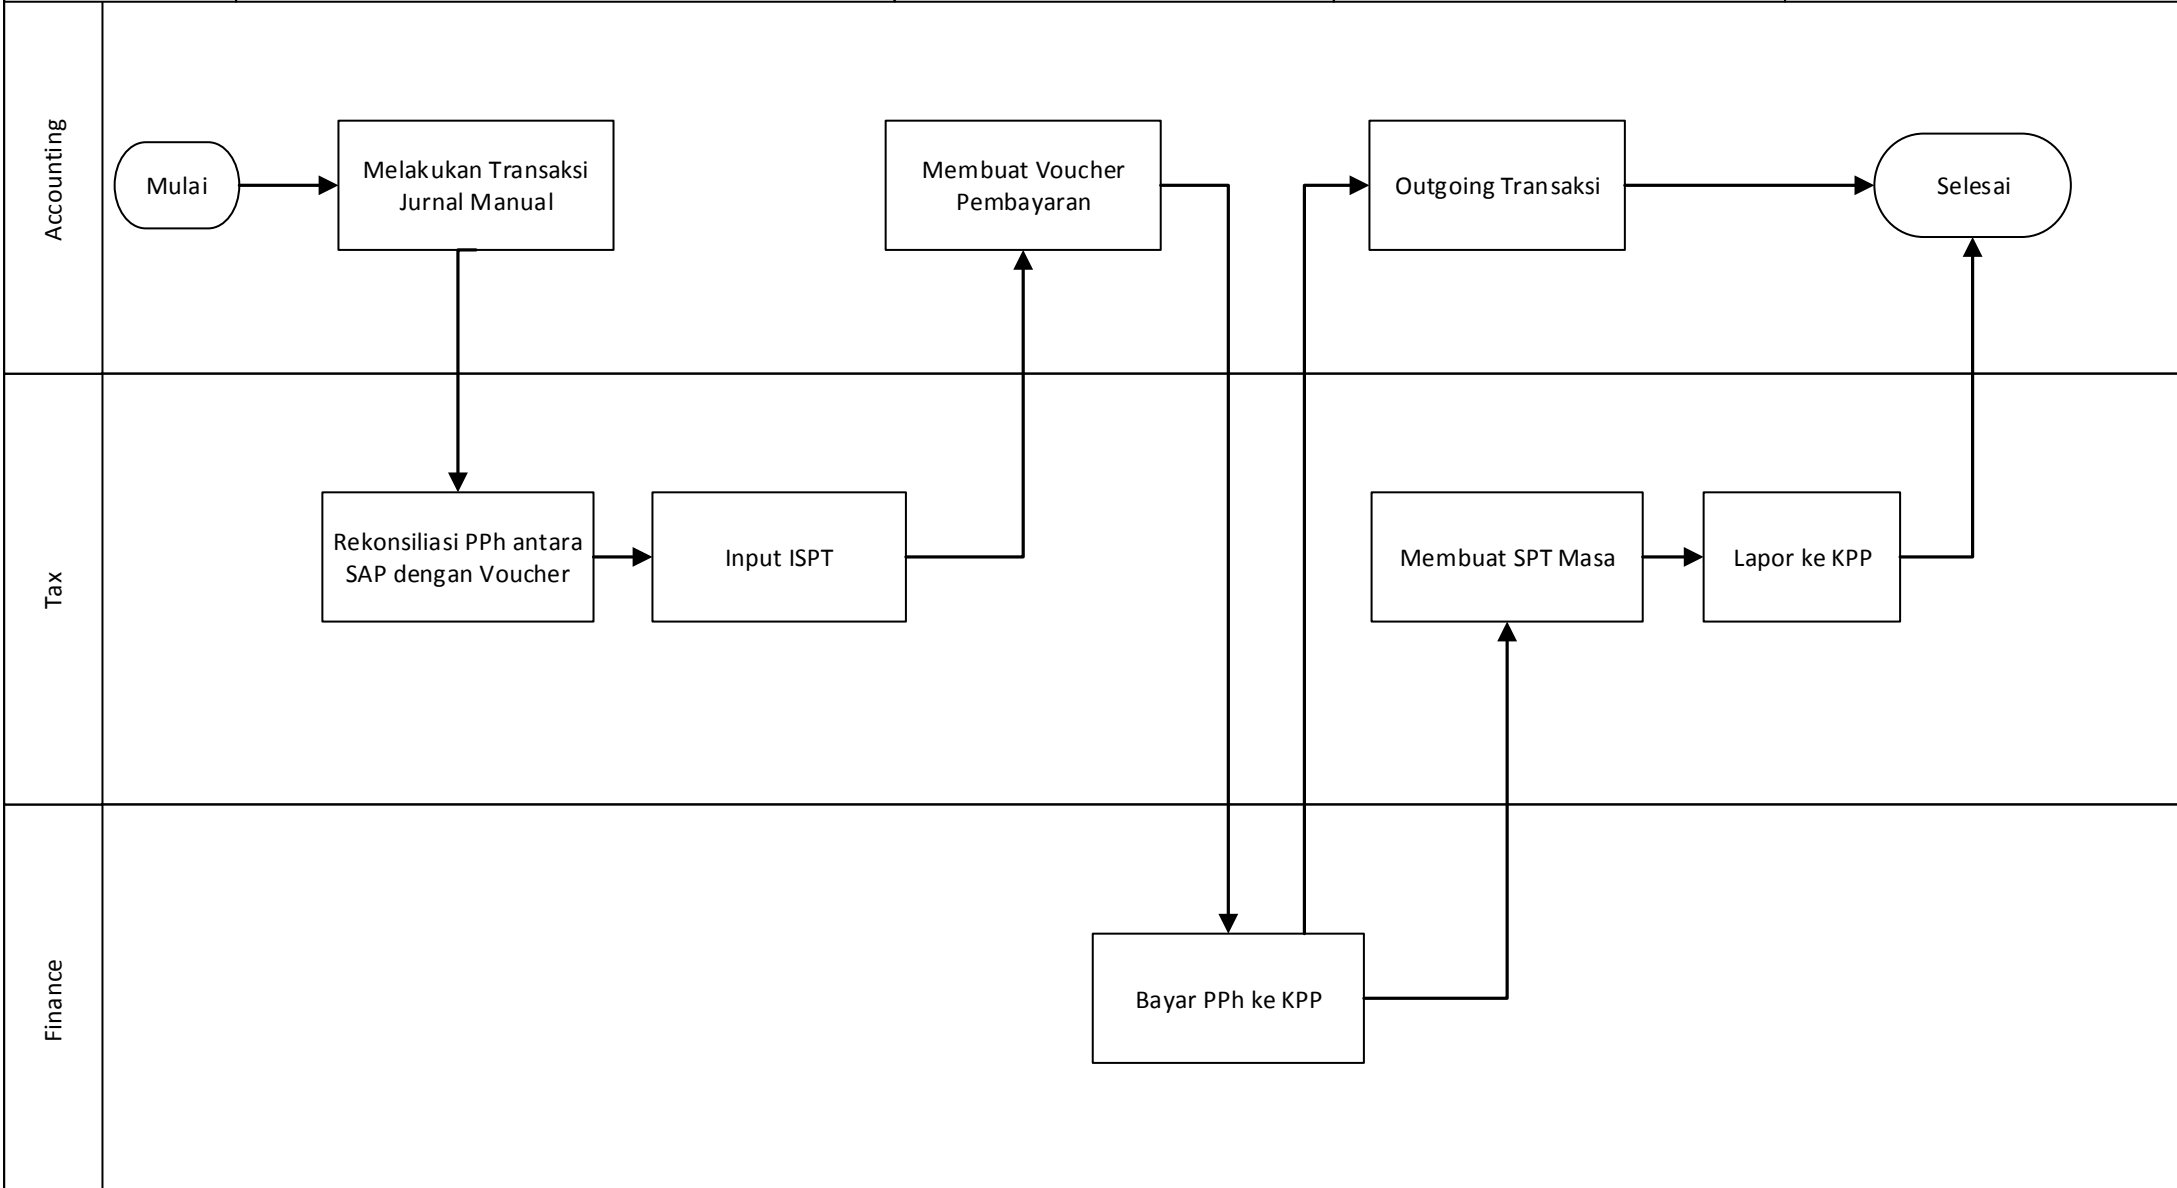 Accounting
Mulai
Melakukan Transaksi
Jurnal Manual
Membuat Voucher
Pembayaran
Outgoing Transaksi
Selesai
Tax
Rekonsiliasi PPh antara
SAP dengan Voucher
Input ISPT
Membuat SPT Masa
Lapor ke KPP
Finance
Bayar PPh ke KPP